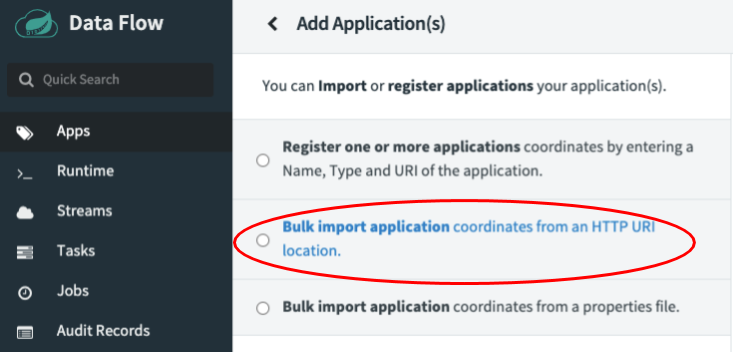 Data Flow
Quick Search
Apps
Runtime
Streams
Tasks
Jobs
Audit Records
Add Application(s)
You can Import or register applications your application(s).
Register one or more applications coordinates by entering a
Name, Type and URI of the application.
Bulk import application coordinates from an HTTP URI
location.
Bulk import application coordinates from a properties file.